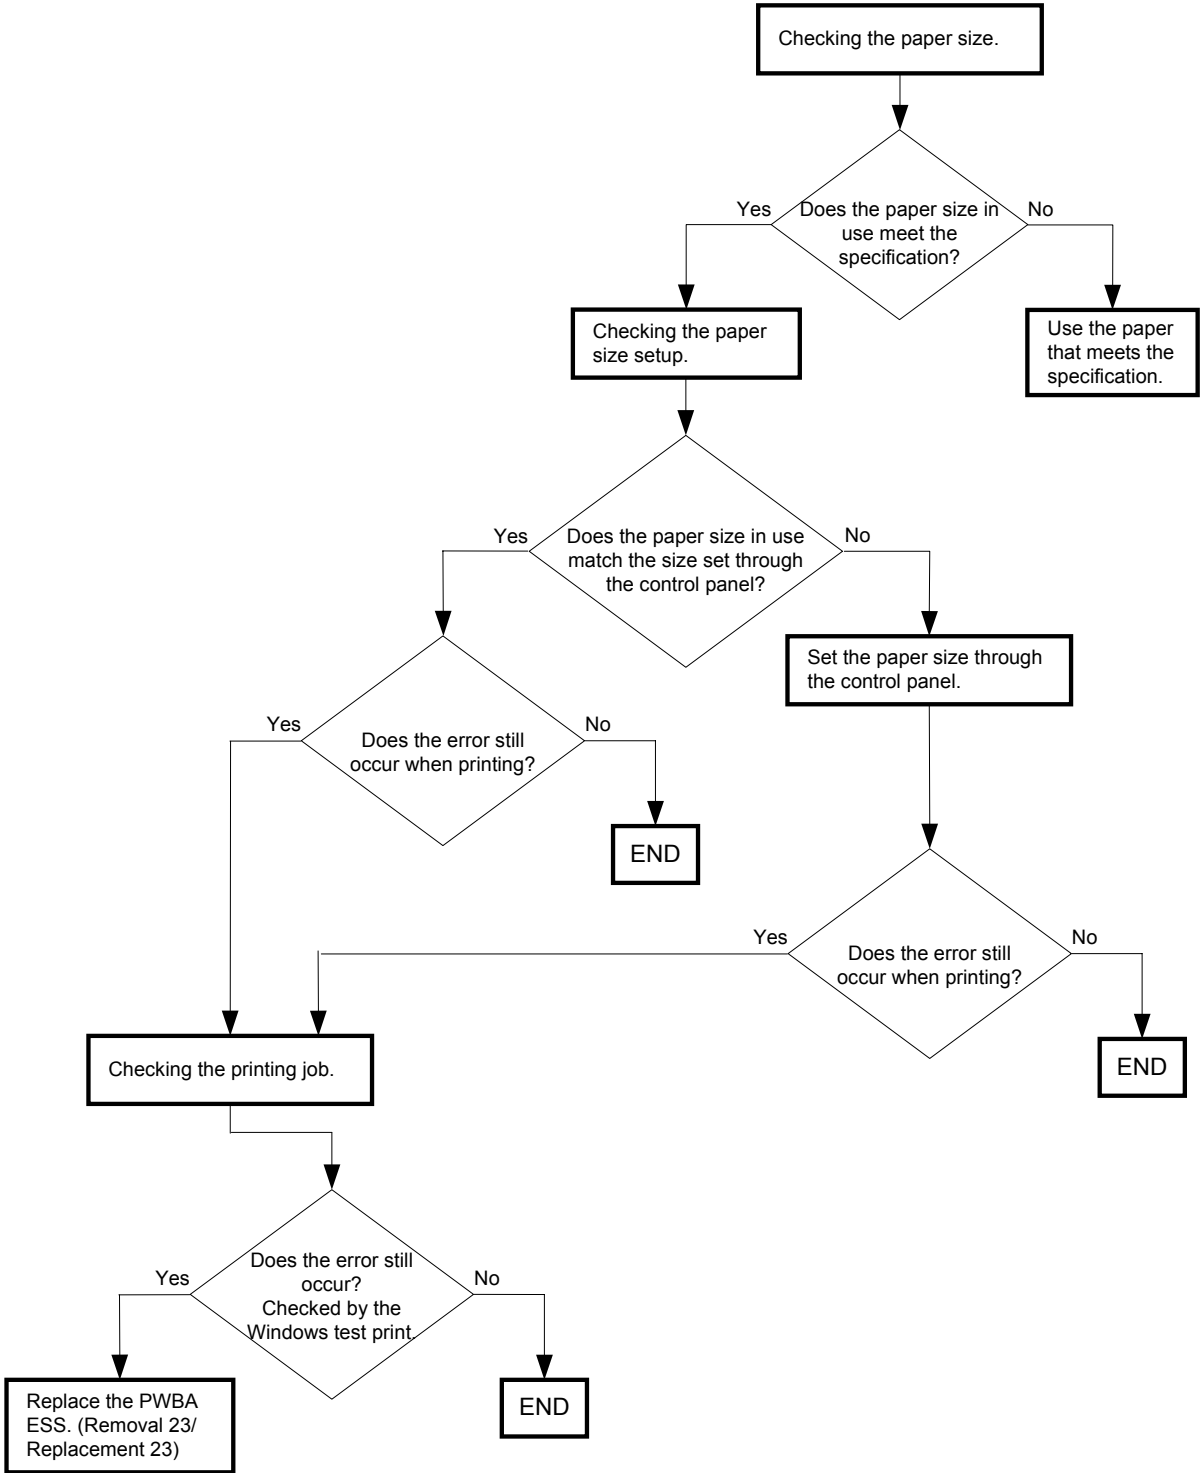 Checking the paper size.
Yes
Does the paper size in
use meet the
specification?
No
Checking the paper
size setup.
Use the paper
that meets the
specification.
Yes
Does the paper size in use
match the size set through
the control panel?
No
Set the paper size through
the control panel.
Yes
Does the error still
occur when printing?
No
END
Yes
Does the error still
occur when printing?
No
END
Checking the printing job.
Yes
Does the error still
occur?
Checked by the
Windows test print.
No
Replace the PWBA
ESS. (Removal 23/
Replacement 23)
END